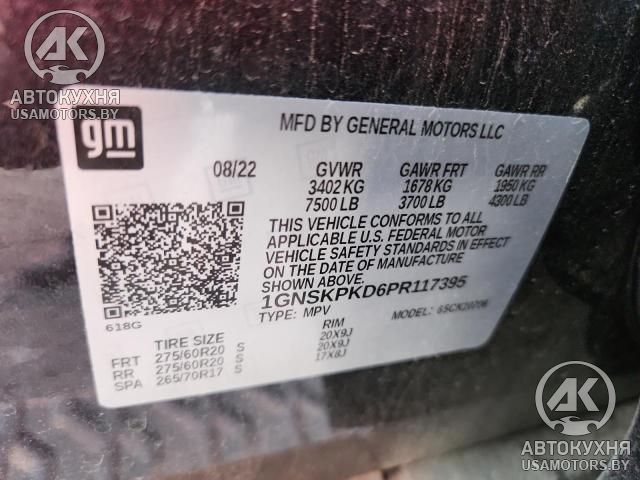 AK
АВТОКУХНЯ
USAMOTORS.BY
gm
MFD BY GENERAL MOTORS LLC
08/22 GVWR GAWR FRT GAWR RR
3402 KG 1678 KG 1950 KG
7500 LB 3700 LB 4300 LB
THIS VEHICLE CONFORMS TO ALL
APPLICABLE U.S. FEDERAL MOTOR
VEHICLE SAFETY STANDARDS IN EFFECT
ON THE DATE OF MANUFACTURE
SHOWN ABOVE.
1GNSKPKD6PR117395
TYPE: MPV MODEL:
618G
TIRE SIZE RIM
FRT 275/60R20 S 20X9J
RR 275/60R20 S 20X9J
SPA 265/70R17 S 17X8J
AK
АВТОКУХНЯ
USAMOTORS.BY